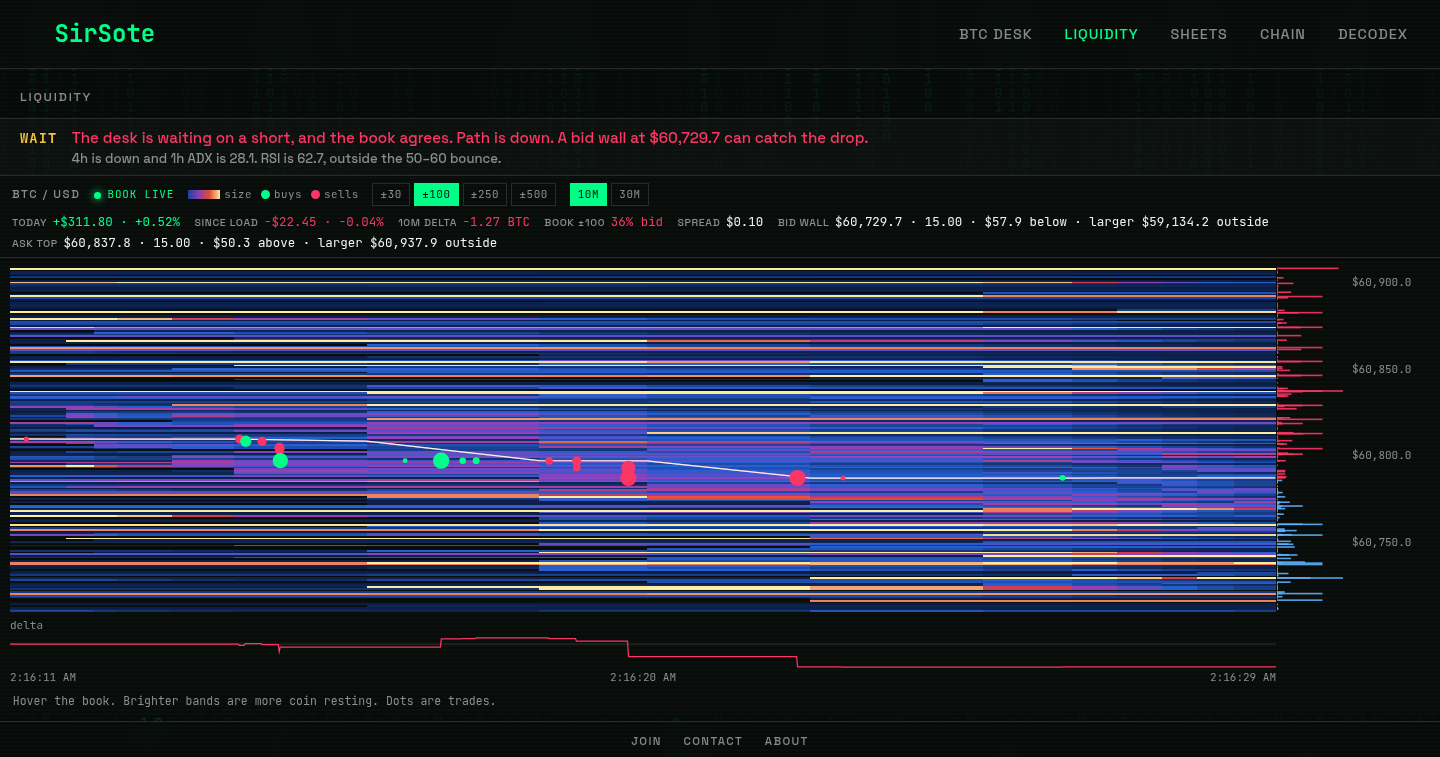 SirSote
BTC DESK LIQUIDITY SHEETS CHAIN DECODEX
LIQUIDITY
WAIT The desk is waiting on a short, and the book agrees. Path is down. A bid wall at $60,729.7 can catch the drop.
4h is down and 1h ADX is 28.1. RSI is 62.7, outside the 50–60 bounce.
BTC / USD BOOK LIVE size buys sells ±30 ±100 ±250 ±500 10M 30M
TODAY +$311.80 · +0.52% SINCE LOAD -$22.45 · -0.04% 10M DELTA -1.27 BTC BOOK ±100 36% bid SPREAD $0.10 BID WALL $60,729.7 · 15.00 · $57.9 below · larger $59,134.2 outside
ASK TOP $60,837.8 · 15.00 · $50.3 above · larger $60,937.9 outside
$60,900.0
$60,850.0
$60,800.0
$60,750.0
delta
2:16:11 AM 2:16:20 AM 2:16:29 AM
Hover the book. Brighter bands are more coin resting. Dots are trades.
JOIN CONTACT ABOUT